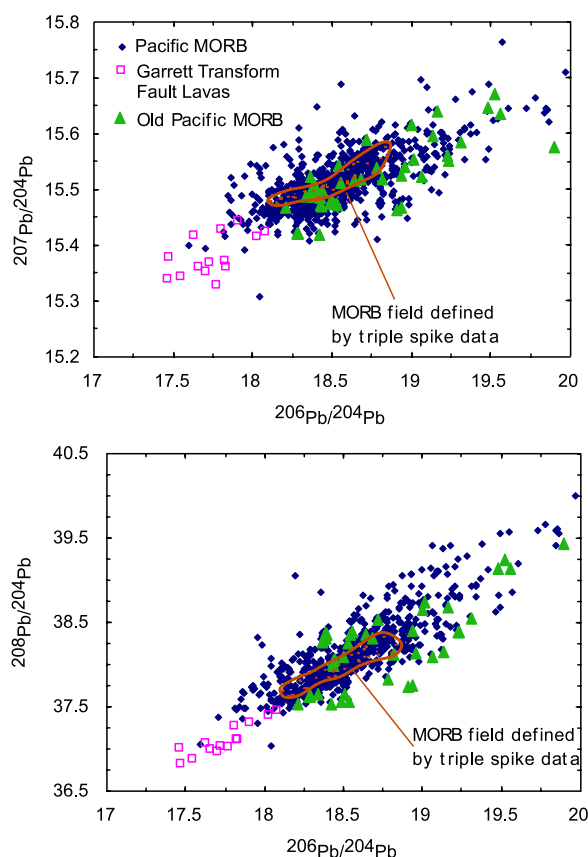 15.8
Pacific MORB
Garrett Transform
Fault Lavas
Old Pacific MORB
15.7
15.6
15.5
15.4
15.3
15.2
207Pb/204Pb
MORB field defined
by triple spike data
17 17.5 18 18.5 19 19.5 20
206Pb/204Pb
40.5
39.5
38.5
37.5
36.5
208Pb/204Pb
MORB field defined
by triple spike data
17 17.5 18 18.5 19 19.5 20
206Pb/204Pb